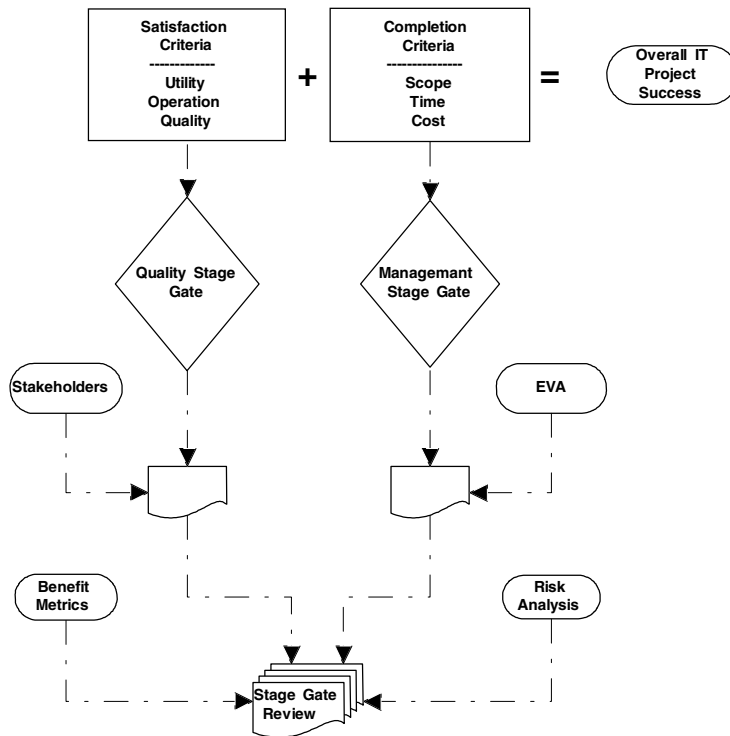 Satisfaction
Criteria
-------------
Utility
Operation
Quality
+
Completion
Criteria
---------------
Scope
Time
Cost
=
Overall IT
Project
Success
Quality Stage
Gate
Managemant
Stage Gate
Stakeholders
EVA
Benefit
Metrics
Risk
Analysis
Stage Gate
Review